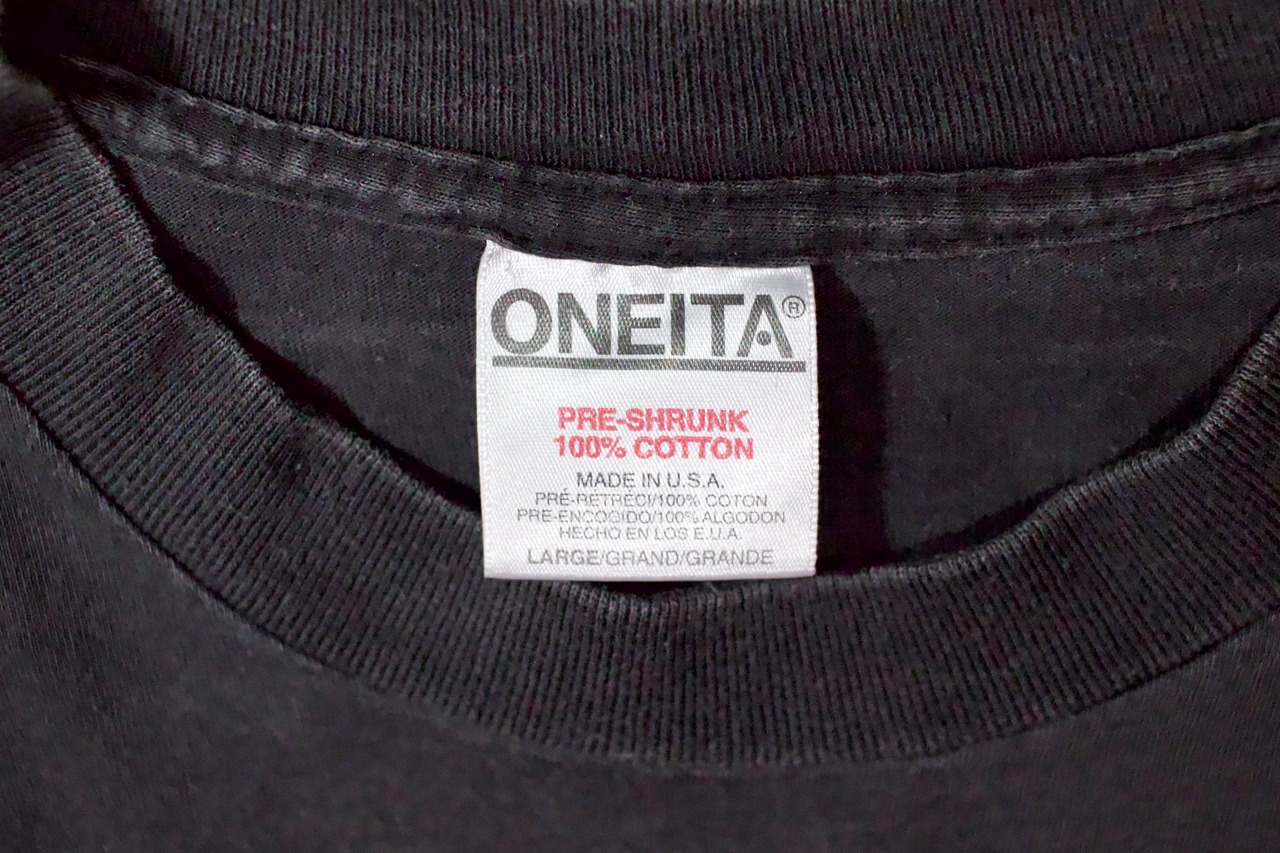 ONEITA®
PRE-SHRUNK
100% COTTON
MADE IN U.S.A.
PRÉ-RÉTRÉCI/100% COTON
PRE-ENCOGIDO/100% ALGODON
HECHO EN LOS E.U.A.
LARGE/GRAND/GRANDE